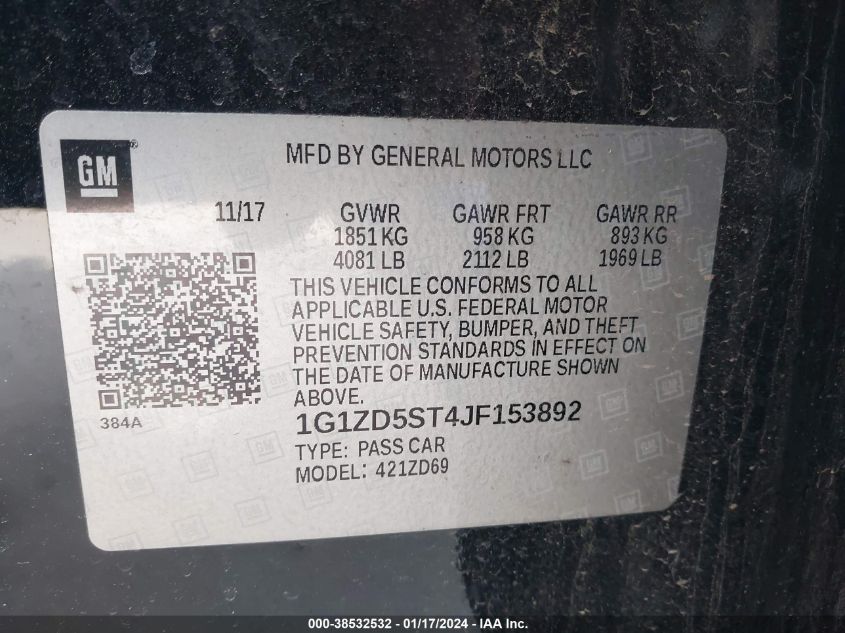 GM
MFD BY GENERAL MOTORS LLC
11/17 GVWR GAWR FRT GAWR RR
1851 KG 958 KG 893 KG
4081 LB 2112 LB 1969 LB
THIS VEHICLE CONFORMS TO ALL
APPLICABLE U.S. FEDERAL MOTOR
VEHICLE SAFETY, BUMPER, AND THEFT
PREVENTION STANDARDS IN EFFECT ON
THE DATE OF MANUFACTURE SHOWN
ABOVE.
384A
1G1ZD5ST4JF153892
TYPE: PASS CAR
MODEL: 421ZD69
000-38532532 - 01/17/2024 - IAA Inc.